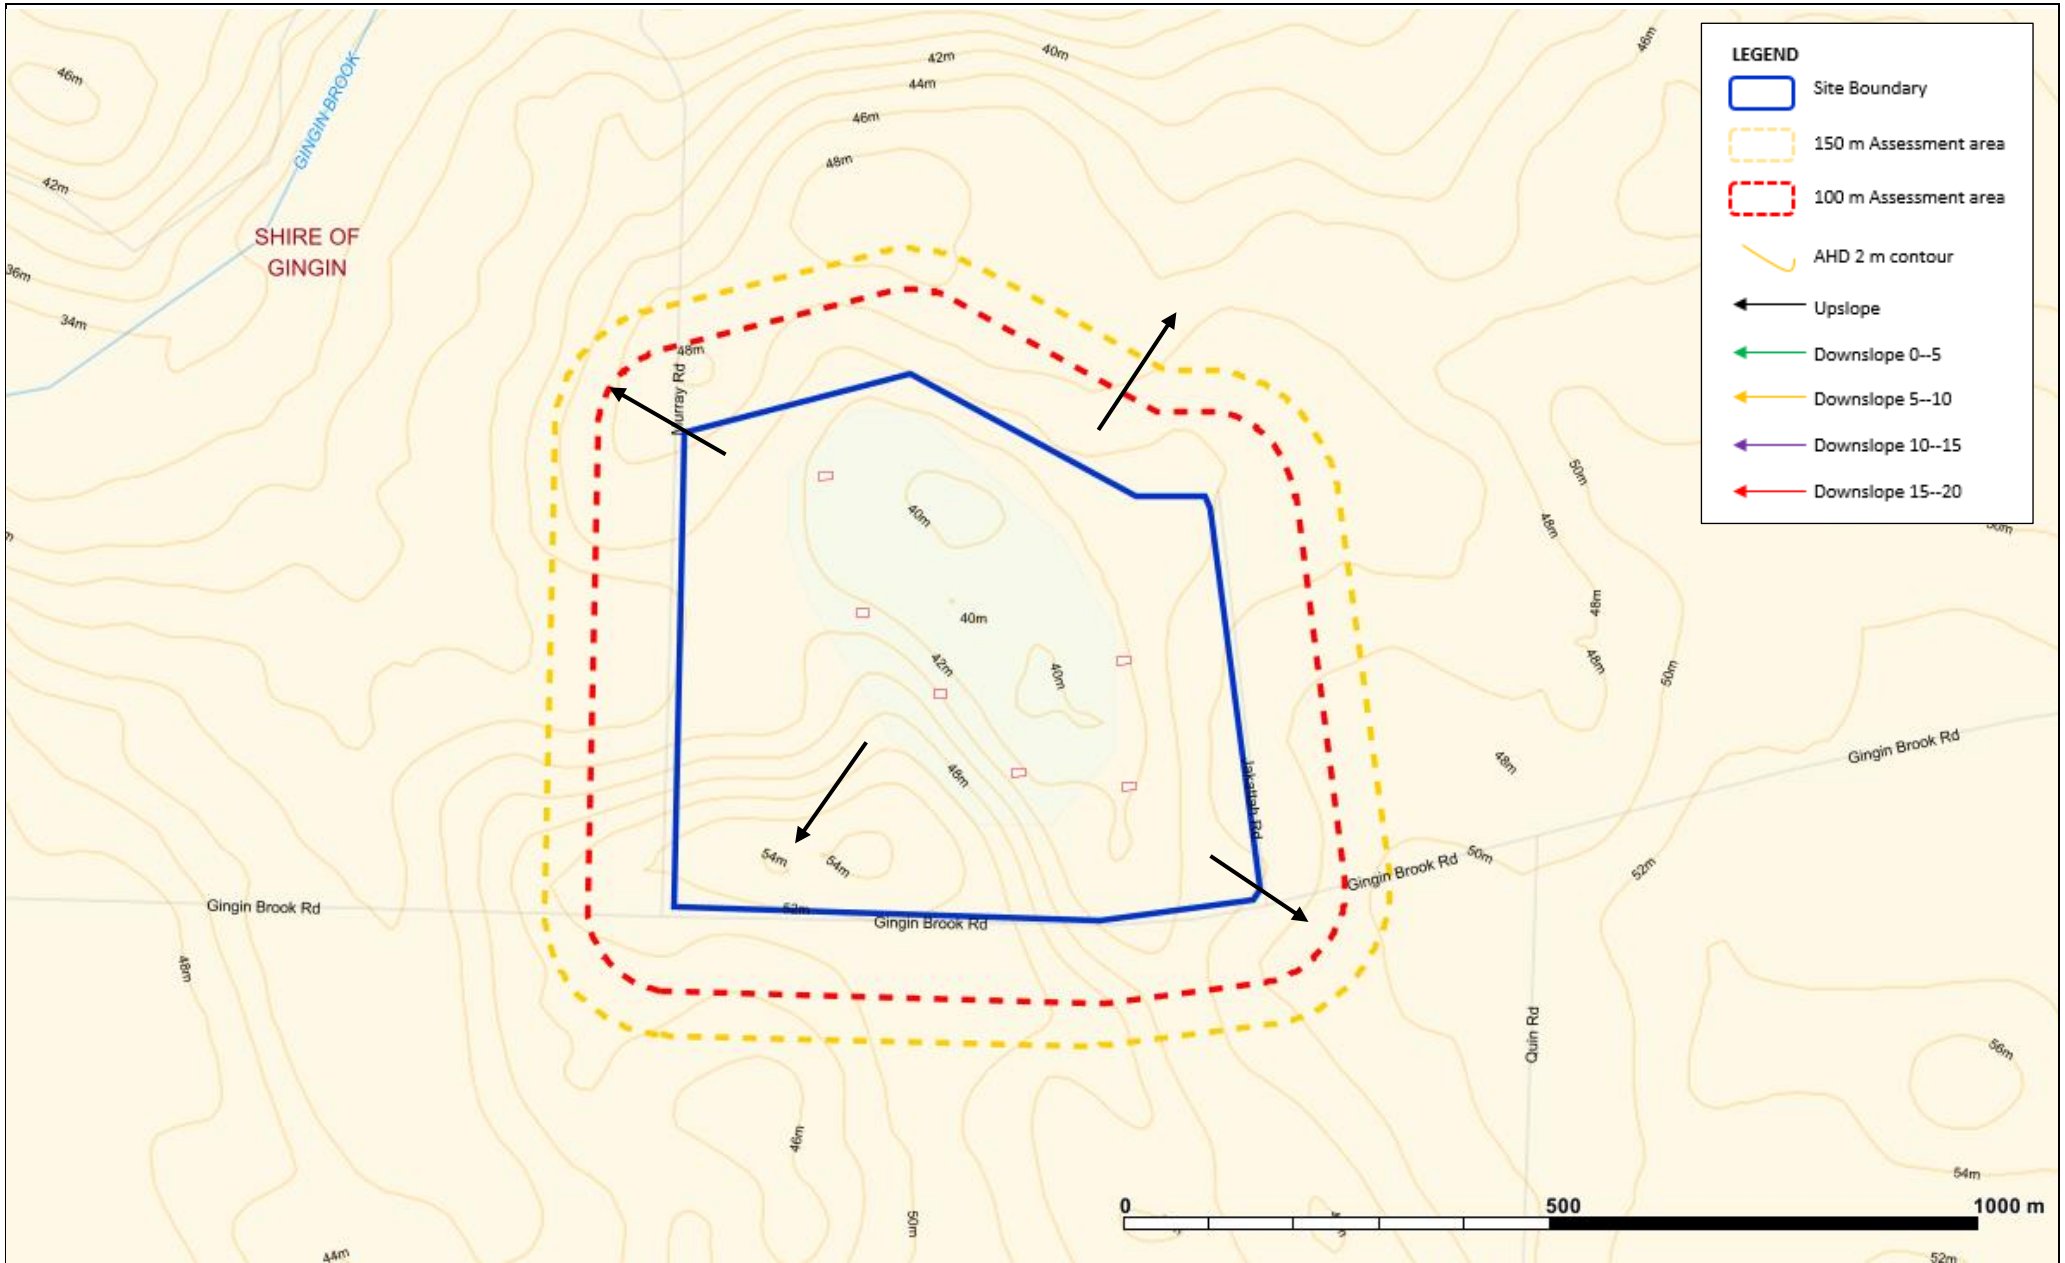 46m
42m
40m
46m
44m
46m
48m
GINGIN BROOK
42m
SHIRE OF
GINGIN
36m
34m
48m
Murray Rd
40m
50m
48m
40m
48m
42m
40m
48m
50m
46m
48m
Jakattah Rd
Gingin Brook Rd
54m
54m
50m
Gingin Brook Rd
52m
52m
Gingin Brook Rd
Gingin Brook Rd
48m
Quin Rd
56m
46m
54m
50m
44m
52m
LEGEND
Site Boundary
150 m Assessment area
100 m Assessment area
AHD 2 m contour
Upslope
Downslope 0--5
Downslope 5--10
Downslope 10--15
Downslope 15--20
0 500 1000 m